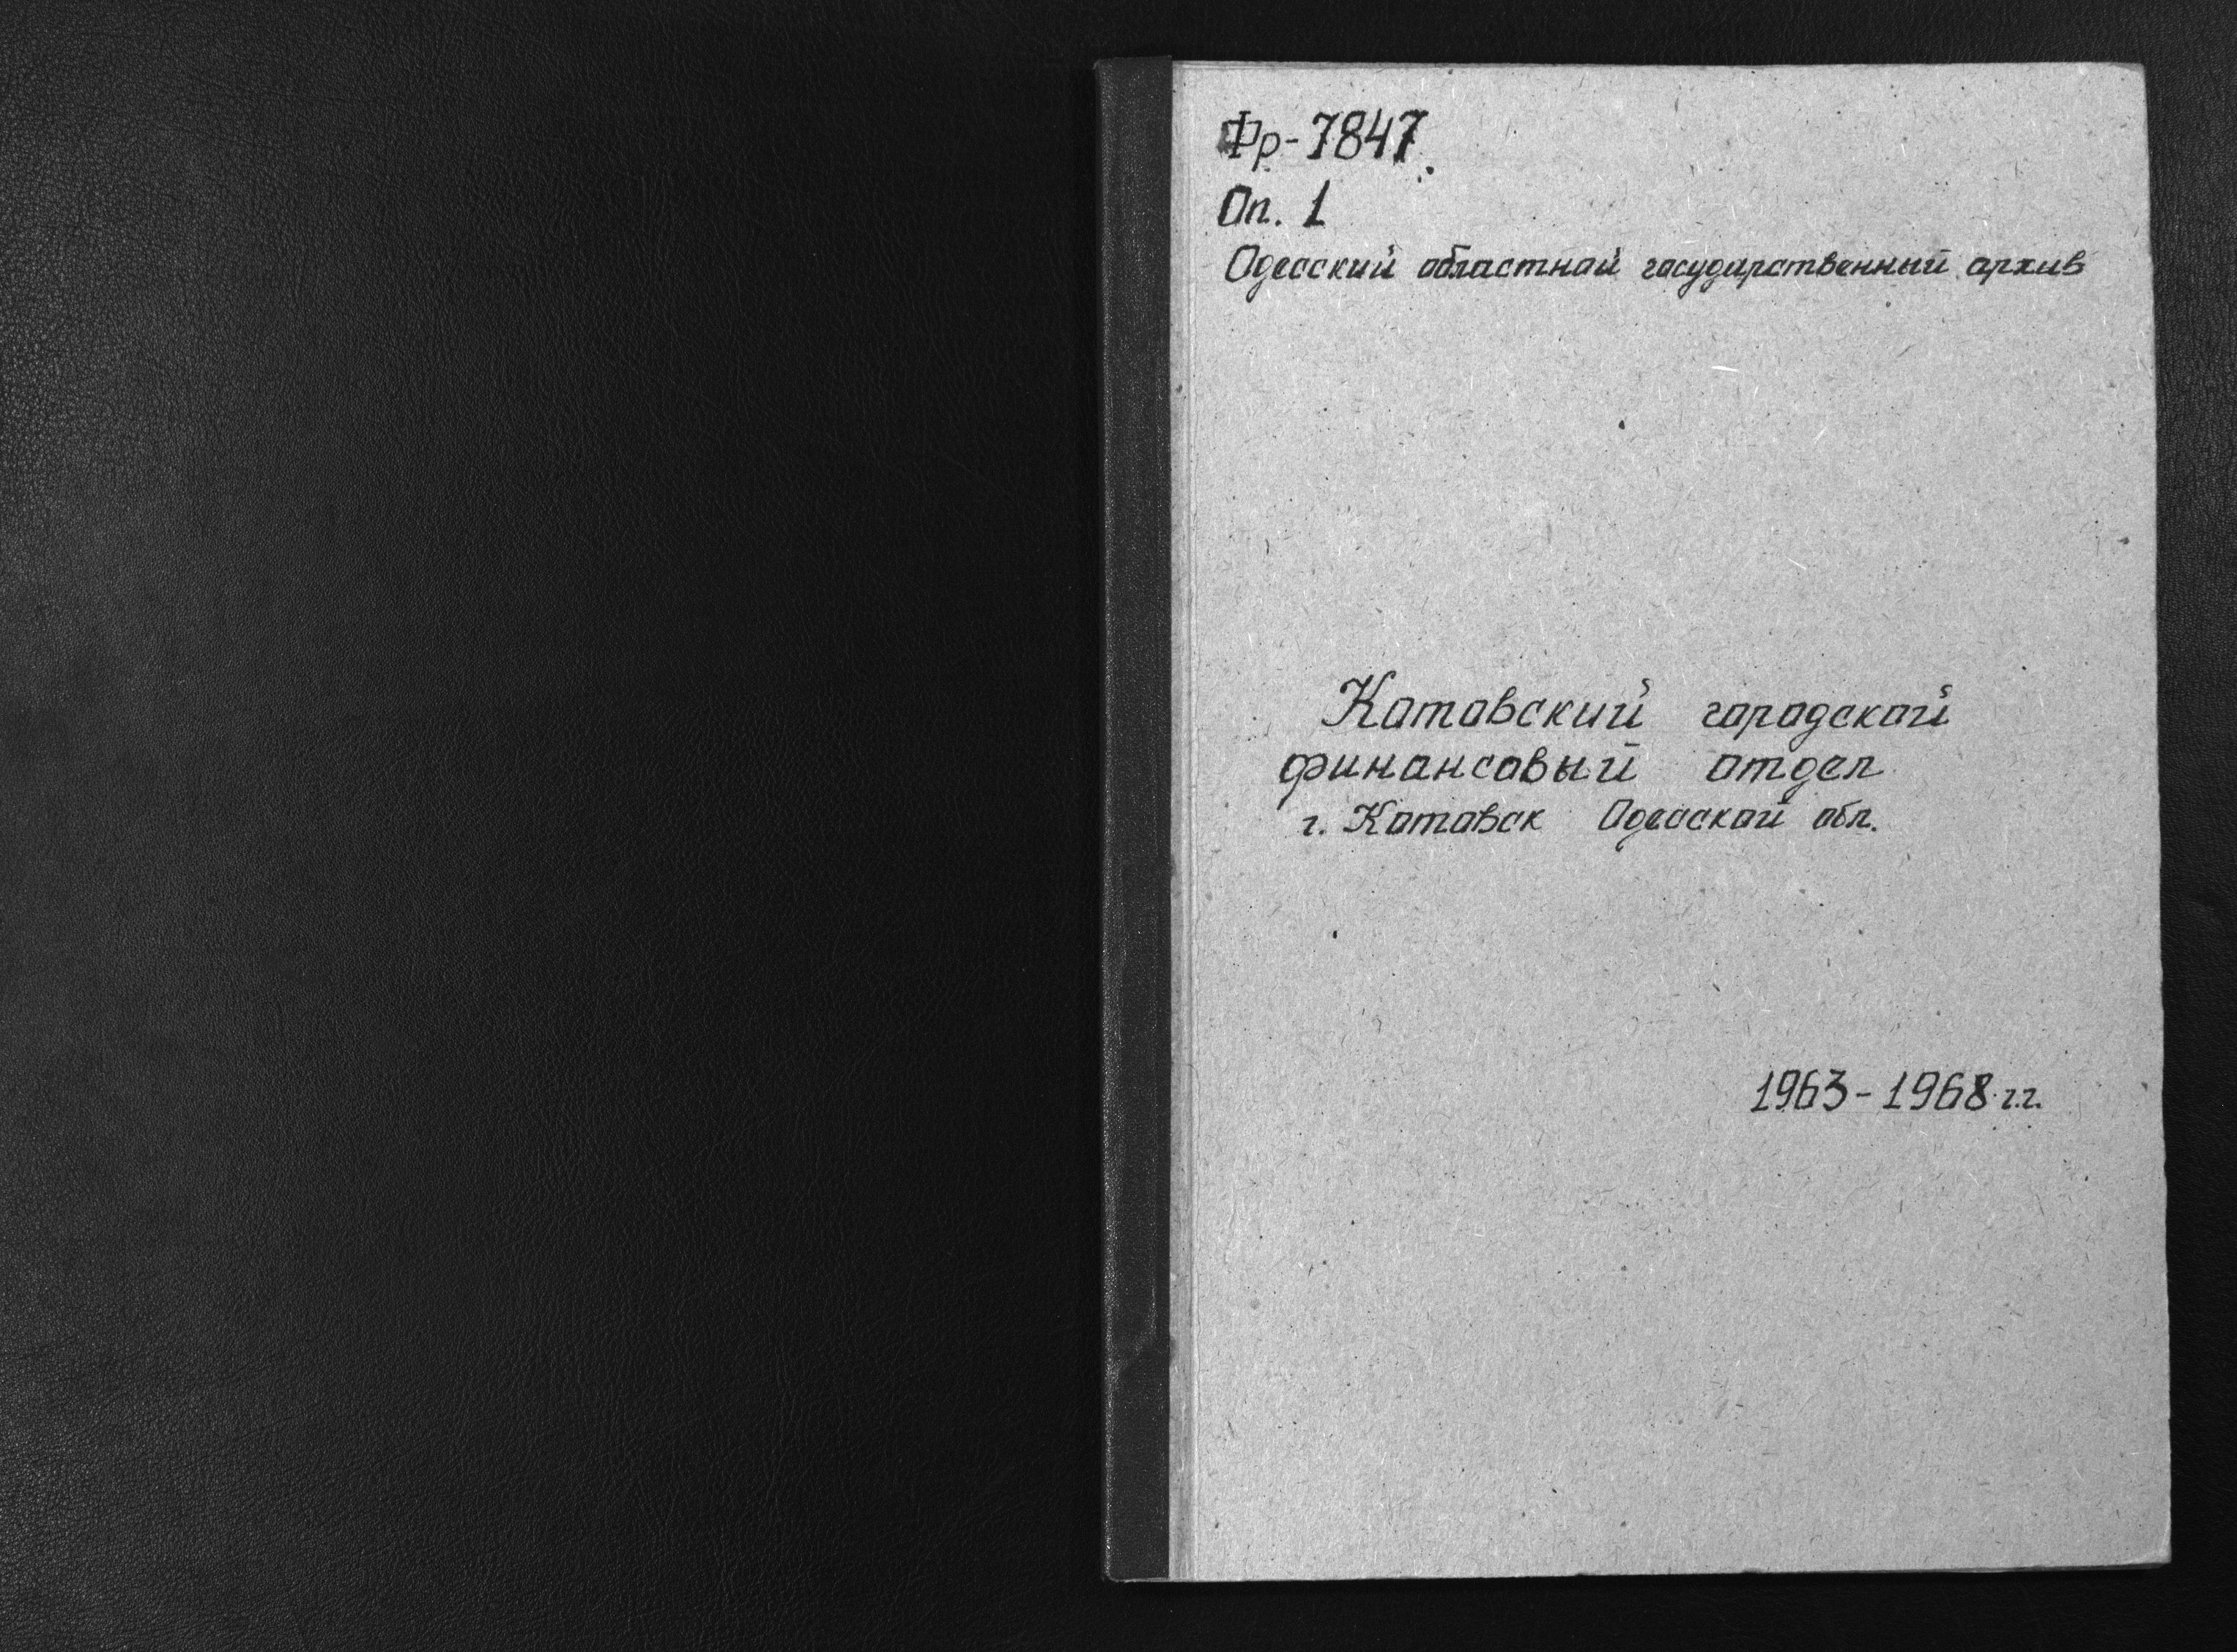 Фр-7847
Оп. 1
Одесский областной государственный архив
Котовский городской
финансовый отдел
г. Котовск Одесской обл.
1963-1968 г.г.